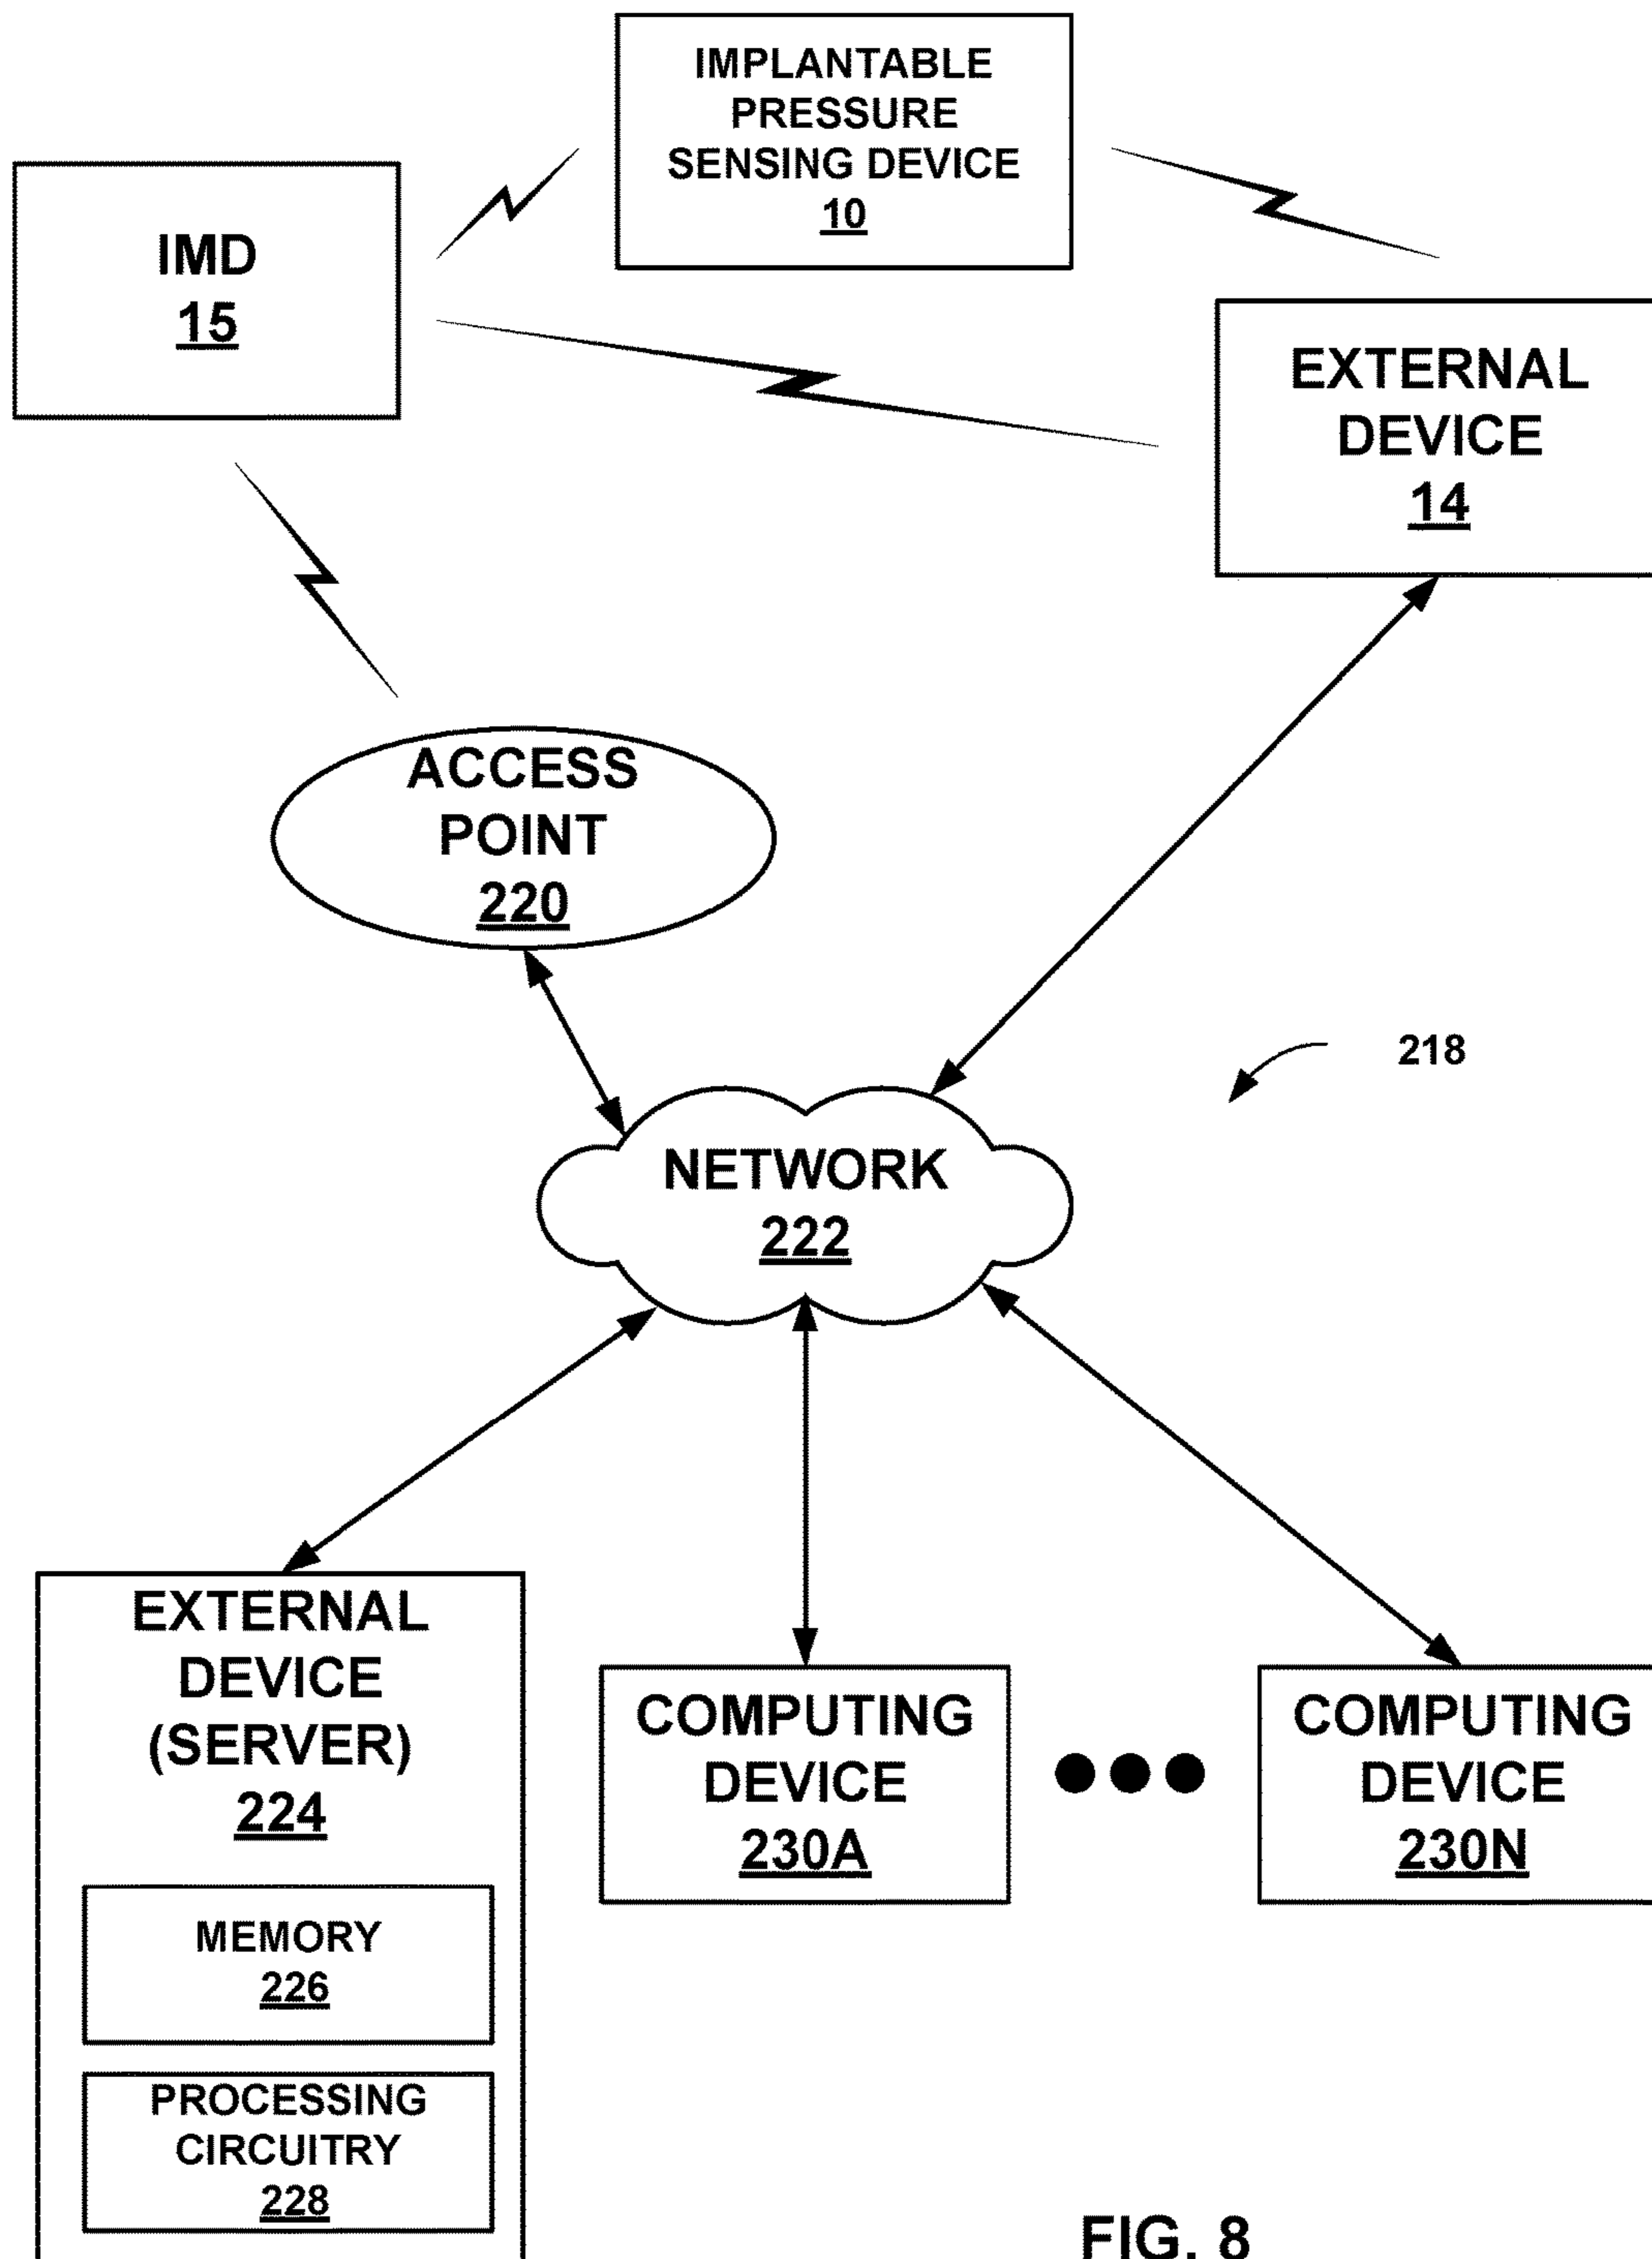 IMPLANTABLE
PRESSURE
SENSING DEVICE
10
IMD
15
EXTERNAL
DEVICE
14
ACCESS
POINT
220
218
NETWORK
222
EXTERNAL
DEVICE
(SERVER)
224
MEMORY
226
PROCESSING
CIRCUITRY
228
COMPUTING
DEVICE
230A
COMPUTING
DEVICE
230N
FIG. 8